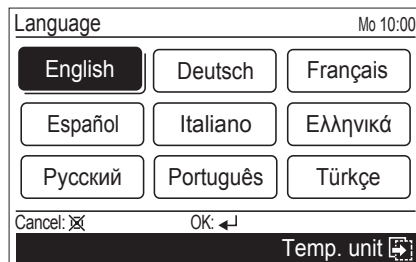 Language Mo 10:00
English Deutsch Français
Español Italiano Ελληνικά
Русский Português Türkçe
Cancel: OK:
Temp. unit